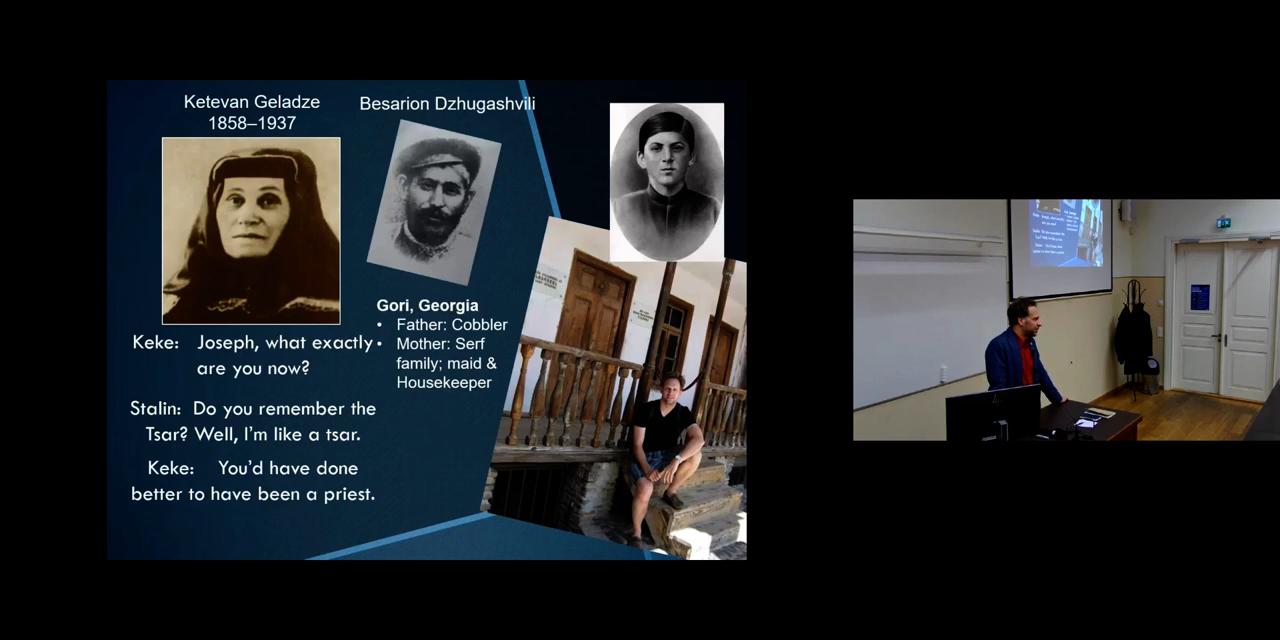 Ketevan Geladze
1858–1937
Besarion Dzhugashvili
Gori, Georgia
• Father: Cobbler
• Mother: Serf
family; maid &
Housekeeper
Keke: Joseph, what exactly
are you now?
Stalin: Do you remember the
Tsar? Well, I'm like a tsar.
Keke: You'd have done
better to have been a priest.